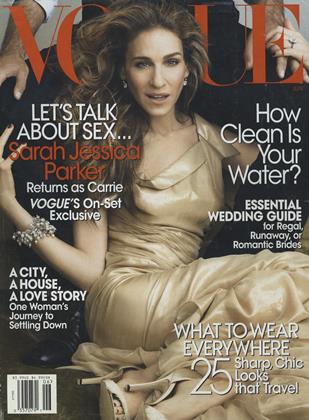 VOGUE
JUN
LET'S TALK
ABOUT SEX...
Sarah Jessica
Parker
Returns as Carrie
VOGUE'S On-Set
Exclusive
How
Clean Is
Your
Water?
ESSENTIAL
WEDDING GUIDE
for Regal,
Runaway, or
Romantic Brides
A CITY,
A HOUSE,
A LOVE STORY
One Woman's
Journey to
Settling Down
WHAT TO WEAR
EVERYWHERE
25 Sharp, Chic
Looks
that Travel